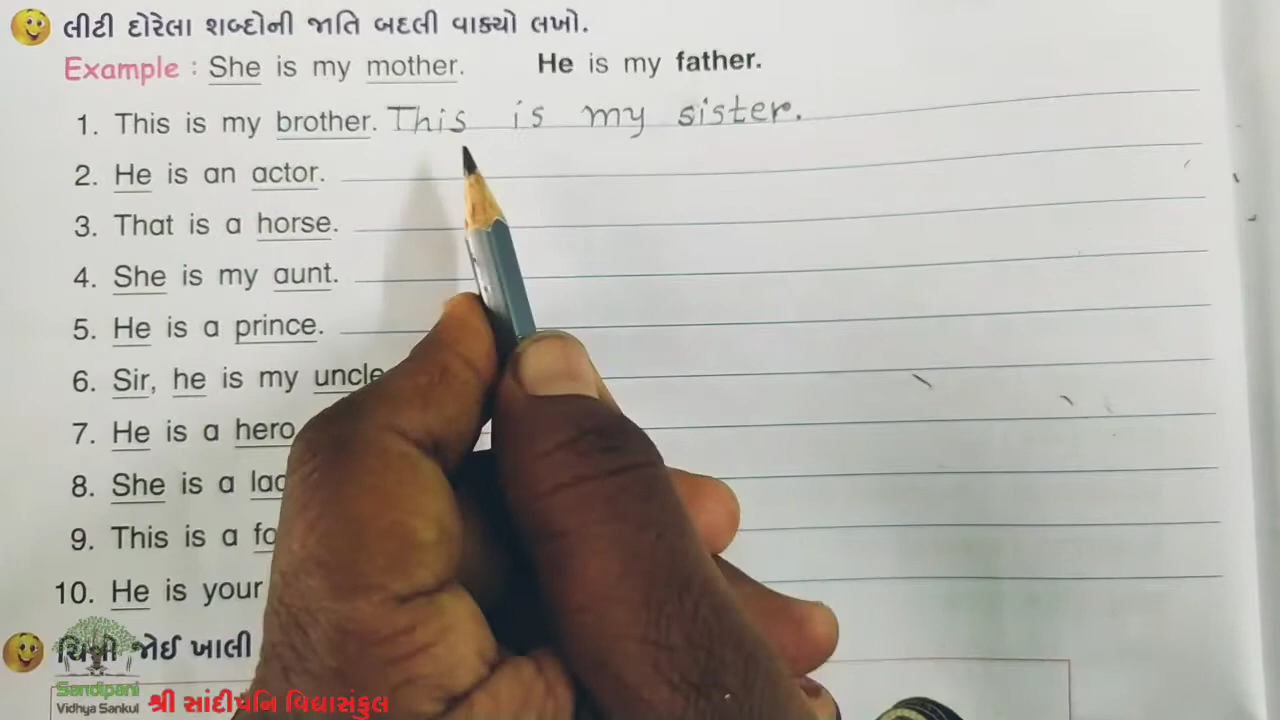 લીટી દોરેલા શબ્દોની જાતિ બદલી વાક્યો લખો.
Example : She is my mother. He is my father.
1. This is my brother. This is my sister.
2. He is an actor.
3. That is a horse.
4. She is my aunt.
5. He is a prince.
6. Sir, he is my uncle
7. He is a hero
8. She is a
9. This is a
10. He is your
જોઈ ખાલી
Sandipani
Vidhya Sankul
શ્રી સાંદીપનિ વિદ્યાસંકુલ